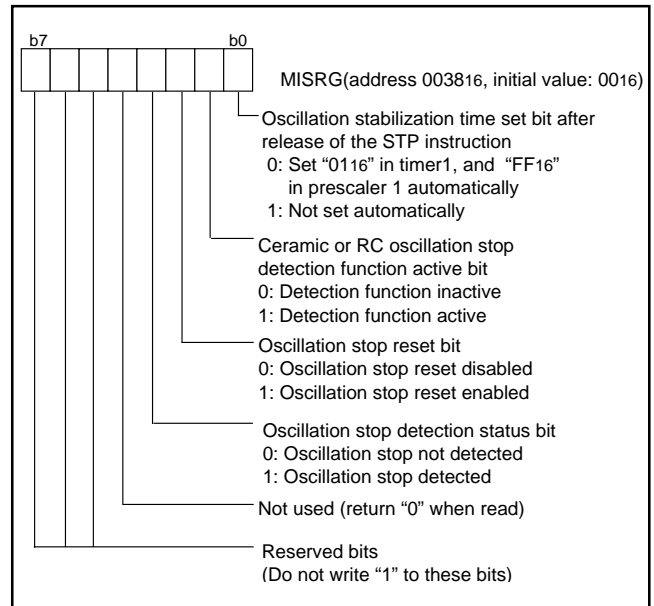 b7 b0
MISRG(address 003816, initial value: 0016)
Oscillation stabilization time set bit after
release of the STP instruction
0: Set “0116” in timer1, and “FF16”
in prescaler 1 automatically
1: Not set automatically
Ceramic or RC oscillation stop
detection function active bit
0: Detection function inactive
1: Detection function active
Oscillation stop reset bit
0: Oscillation stop reset disabled
1: Oscillation stop reset enabled
Oscillation stop detection status bit
0: Oscillation stop not detected
1: Oscillation stop detected
Not used (return “0” when read)
Reserved bits
(Do not write “1” to these bits)